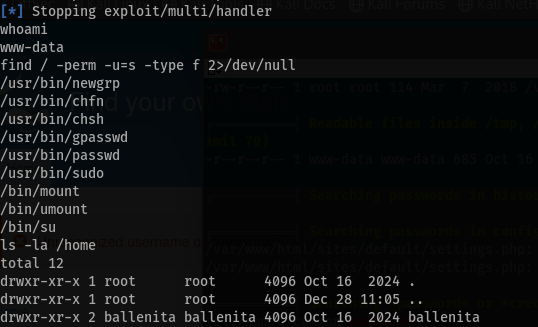 [*] Stopping exploit/multi/handler
whoami
www-data
find / -perm -u=s -type f 2>/dev/null
/usr/bin/newgrp
/usr/bin/chfn
/usr/bin/chsh
/usr/bin/gpasswd
/usr/bin/passwd
/usr/bin/sudo
/bin/mount
/bin/umount
/bin/su
ls -la /home
total 12
drwxr-xr-x 1 root root 4096 Oct 16 2024 .
drwxr-xr-x 1 root root 4096 Dec 28 11:05 ..
drwxr-xr-x 2 ballenita ballenita 4096 Oct 16 2024 ballenita